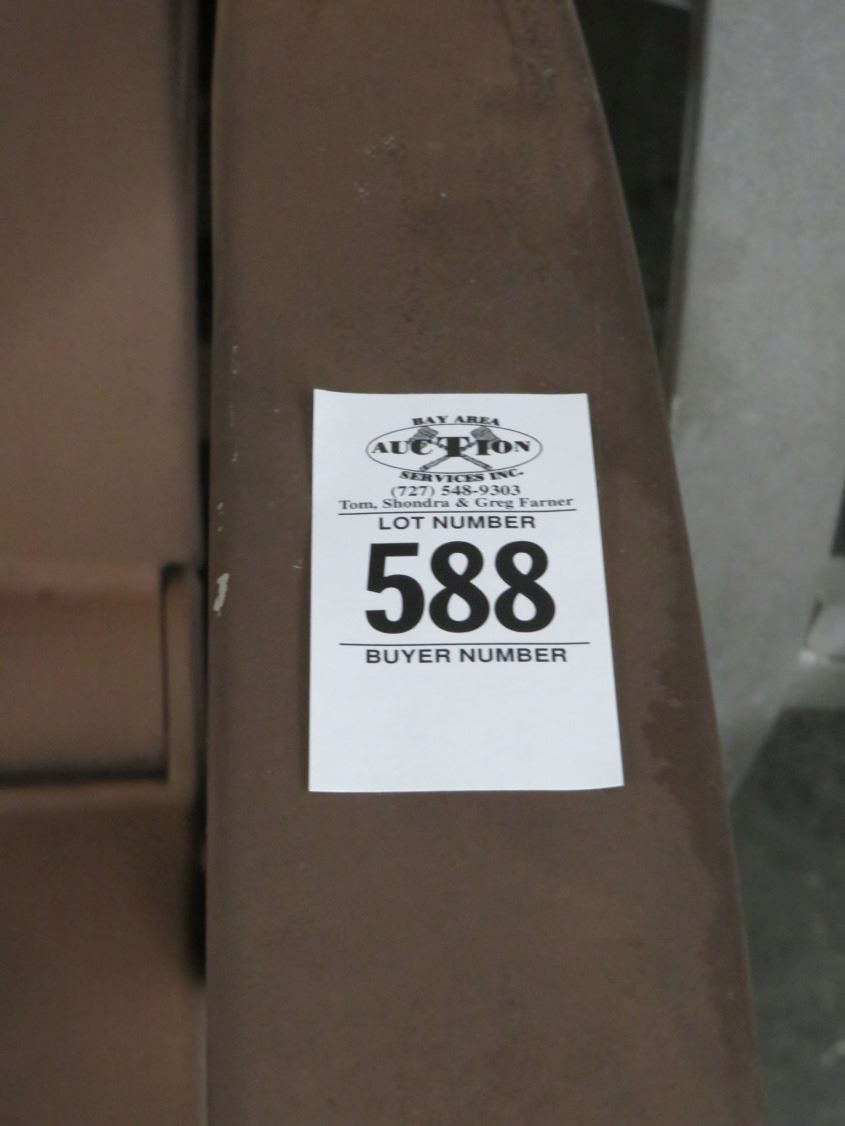 BAY AREA
AUCTION
SERVICES INC.
(727) 548-9303
Tom, Shondra & Greg Farner
LOT NUMBER
588
BUYER NUMBER